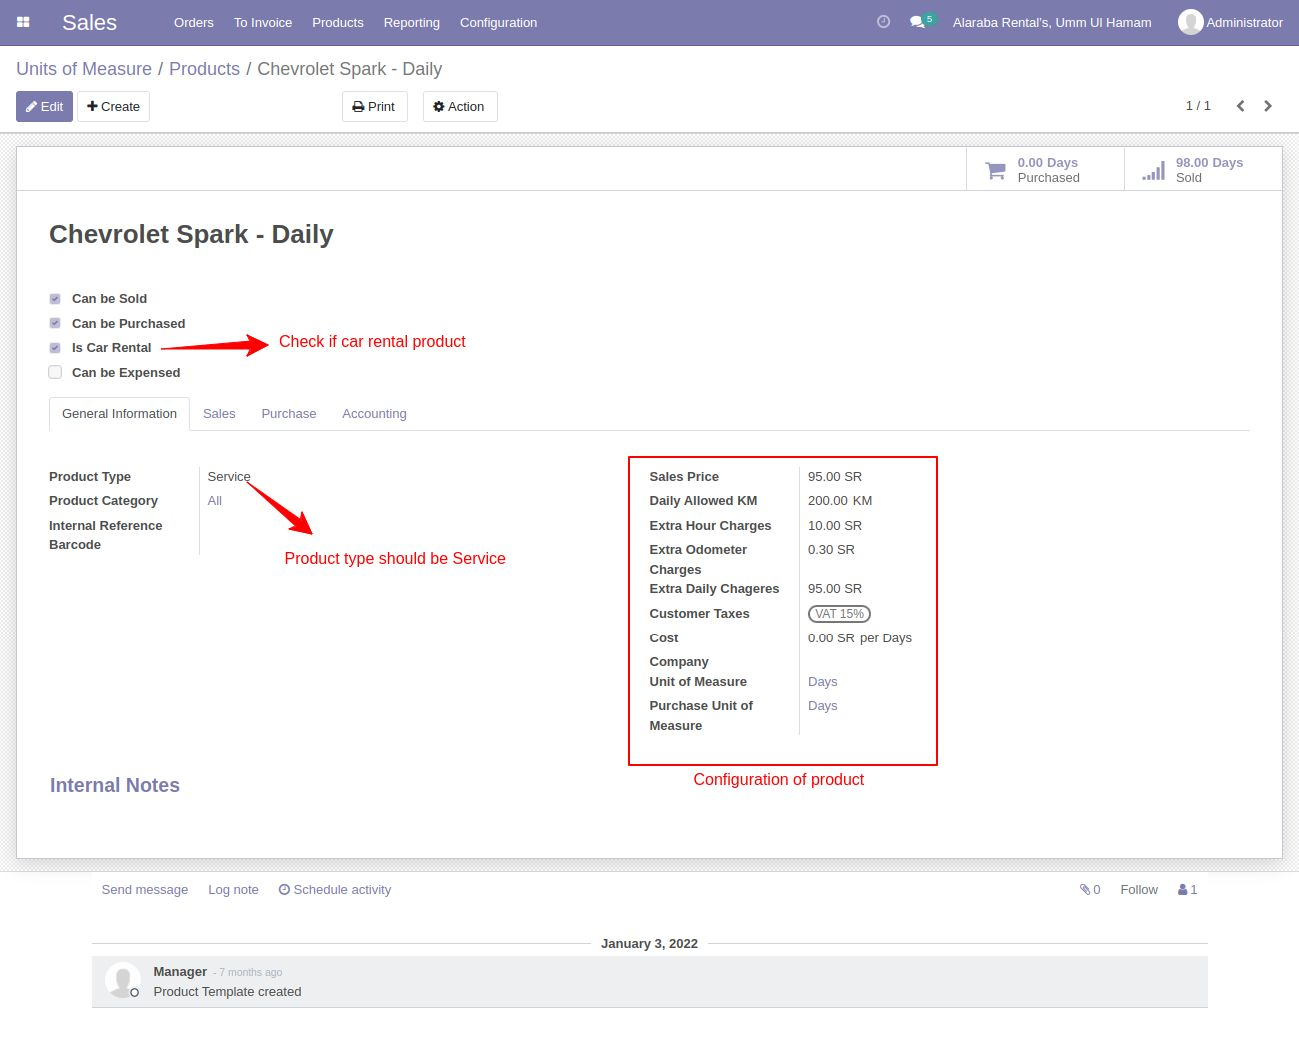 Sales Orders To Invoice Products Reporting Configuration 5 Alaraba Rental's, Umm Ul Hamam Administrator
Units of Measure / Products / Chevrolet Spark - Daily
Edit Create Print Action 1 / 1
0.00 Days
Purchased
98.00 Days
Sold
Chevrolet Spark - Daily
Can be Sold
Can be Purchased
Is Car Rental
Check if car rental product
Can be Expensed
General Information Sales Purchase Accounting
Product Type Service
Product Category All
Internal Reference
Barcode
Product type should be Service
Sales Price 95.00 SR
Daily Allowed KM 200.00 KM
Extra Hour Charges 10.00 SR
Extra Odometer 0.30 SR
Charges
Extra Daily Chageres 95.00 SR
Customer Taxes VAT 15%
Cost 0.00 SR per Days
Company
Unit of Measure Days
Purchase Unit of Days
Measure
Configuration of product
Internal Notes
Send message Log note Schedule activity 0 Follow 1
January 3, 2022
Manager - 7 months ago
Product Template created